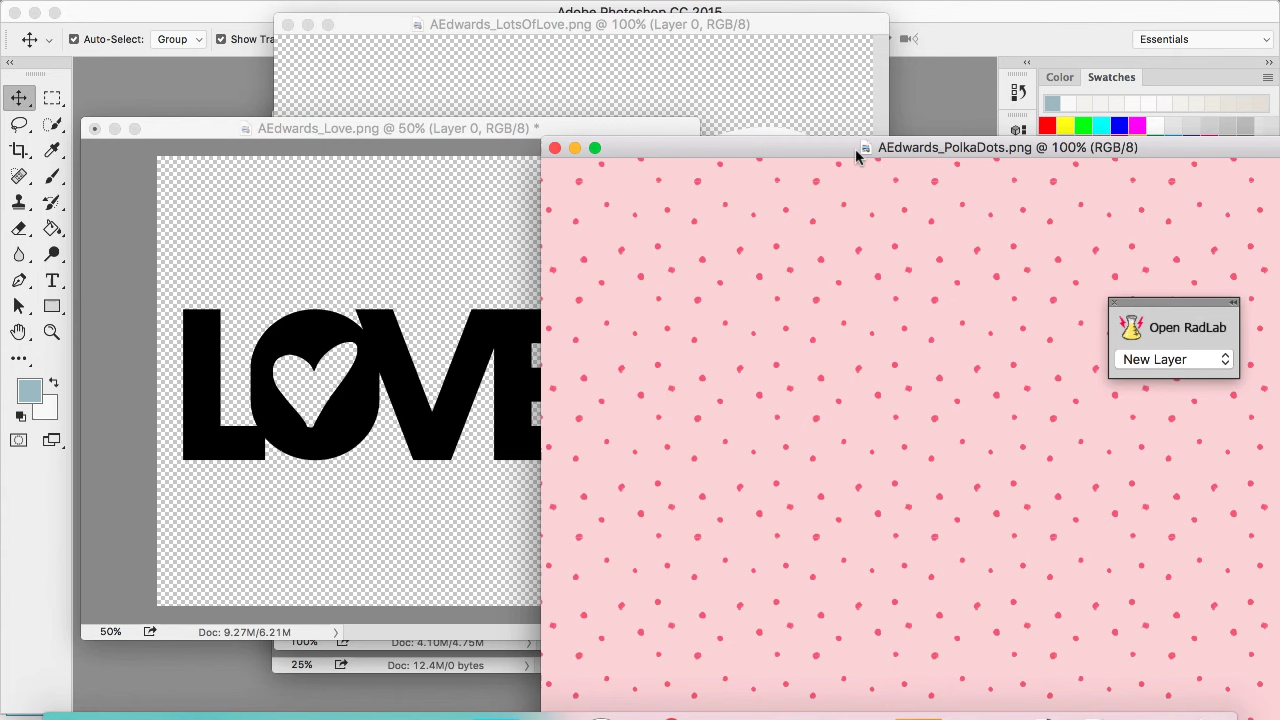 Adobe Photoshop CC 2015
AEdwards_LotsOfLove.png @ 100% (Layer 0, RGB/8)
Auto-Select:
Group
Show Tra
Essentials
Color
Swatches
AEdwards_Love.png @ 50% (Layer 0, RGB/8) *
AEdwards_PolkaDots.png @ 100% (RGB/8)
LOVE
Open RadLab
New Layer
50%
Doc: 9.27M/6.21M
100%
Doc: 4.10M/4.75M
25%
Doc: 12.4M/0 bytes